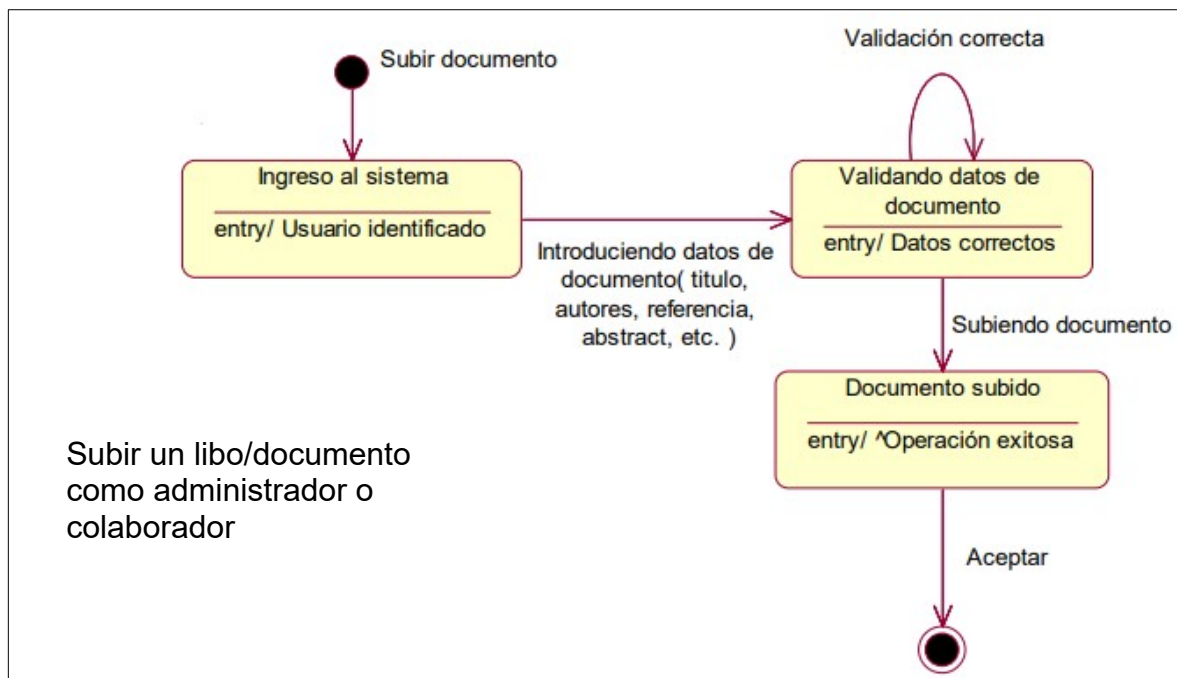 Subir documento
Validación correcta
Ingreso al sistema
entry/ Usuario identificado
Validando datos de
documento
entry/ Datos correctos
Introduciendo datos de
documento( titulo,
autores, referencia,
abstract, etc. )
Subiendo documento
Documento subido
entry/ ^Operación exitosa
Subir un libo/documento
como administrador o
colaborador
Aceptar